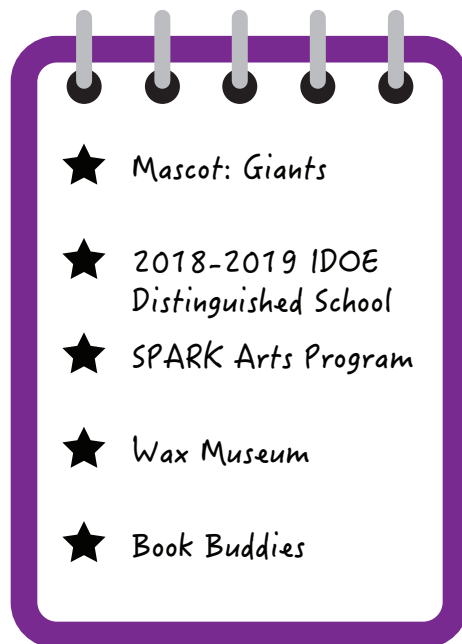 Mascot: Giants
2018-2019 IDOE
Distinguished School
SPARK Arts Program
Wax Museum
Book Buddies